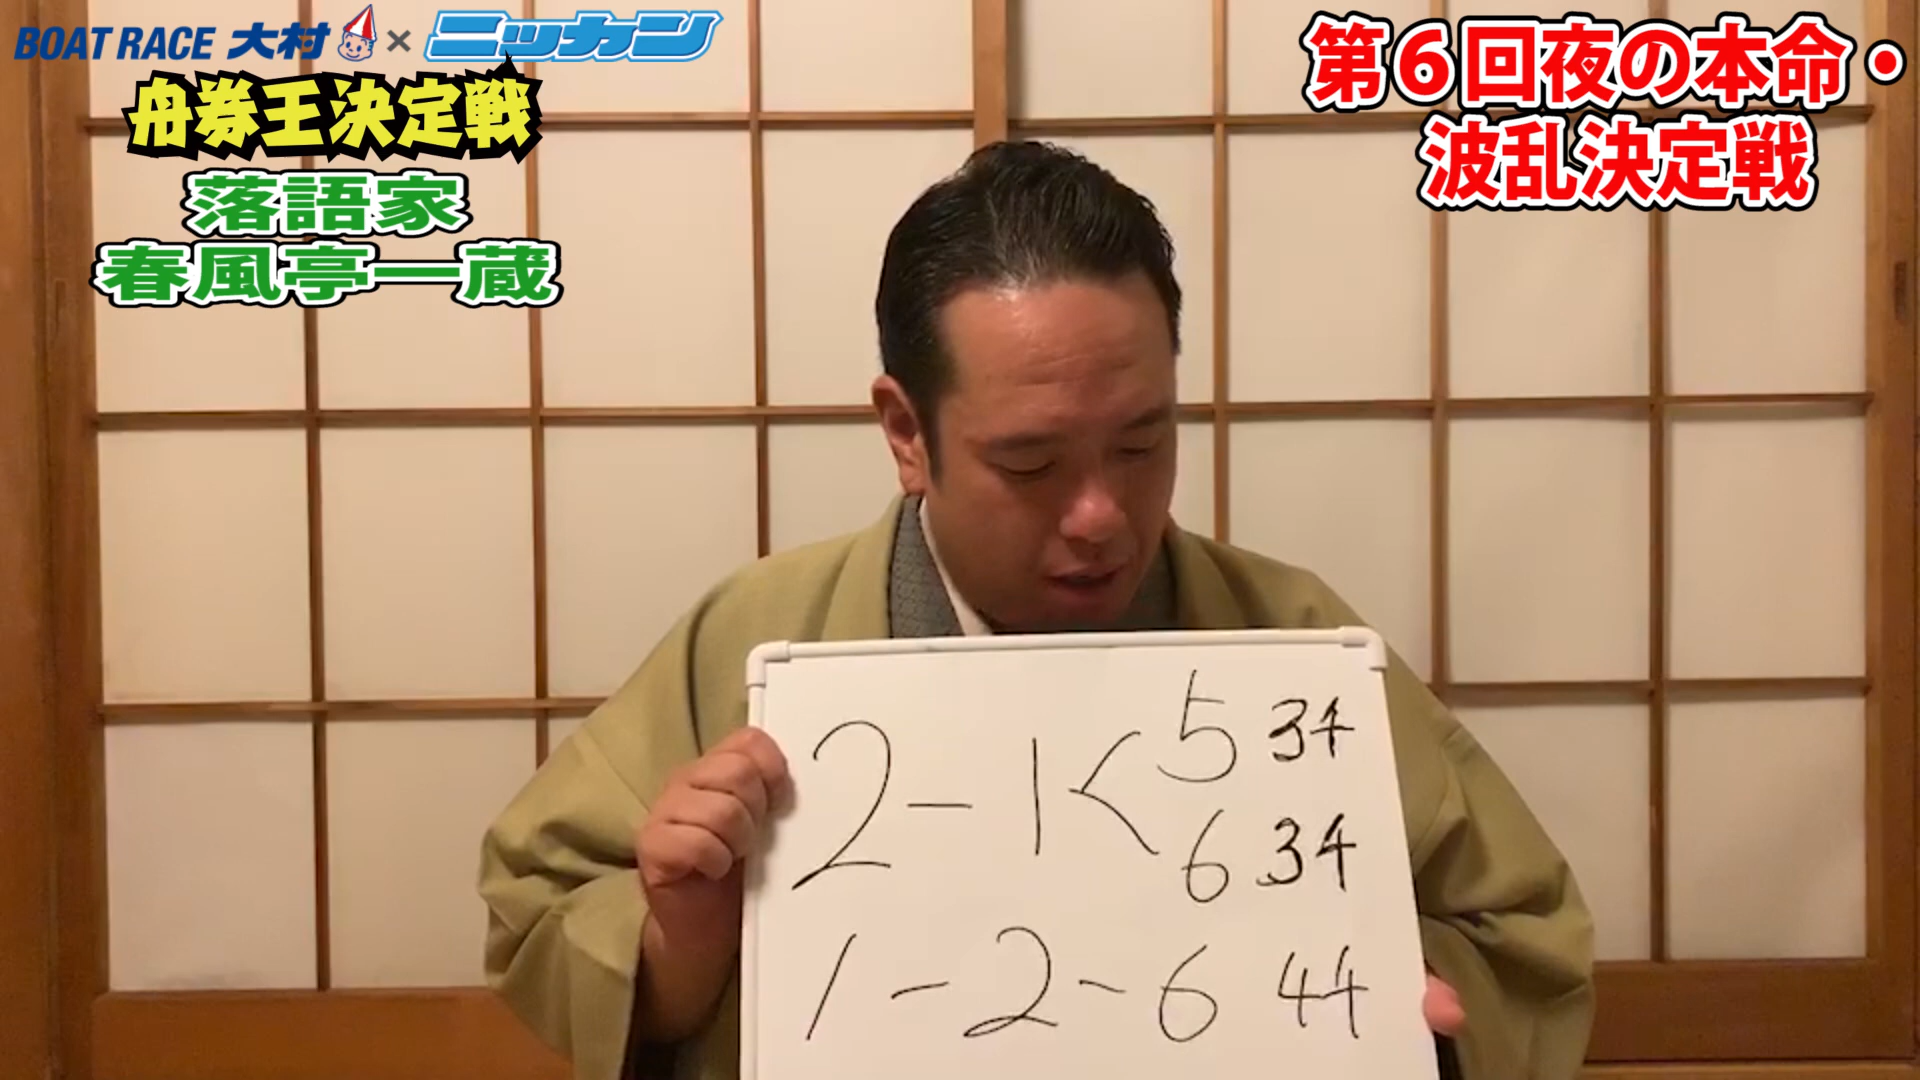 BOAT RACE 大村 × ニッカン
舟券王決定戦
落語家
春風亭一蔵
第6回夜の本命・
波乱決定戦
2-1< 5 34
6 34
1-2-6 44